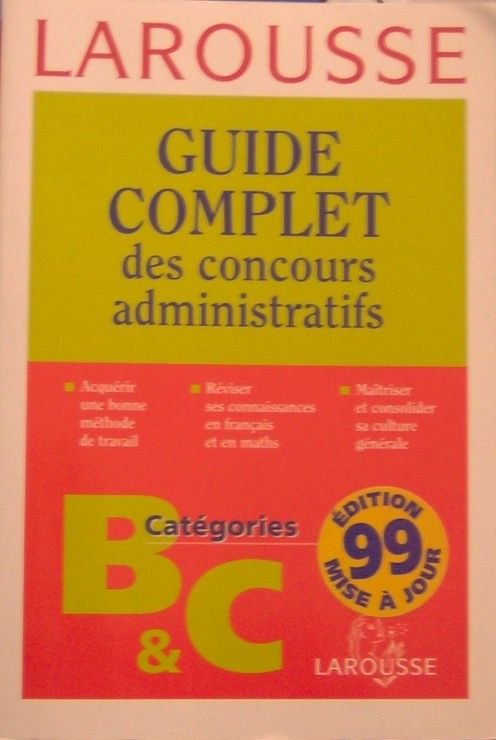 LAROUSSE
GUIDE
COMPLET
des concours
administratifs
Acquérir
une bonne
méthode
de travail
Réviser
ses connaissances
en français
et en maths
Maîtriser
et consolider
sa culture
générale
Catégories
B
&
C
ÉDITION
99
MISE À JOUR
LAROUSSE